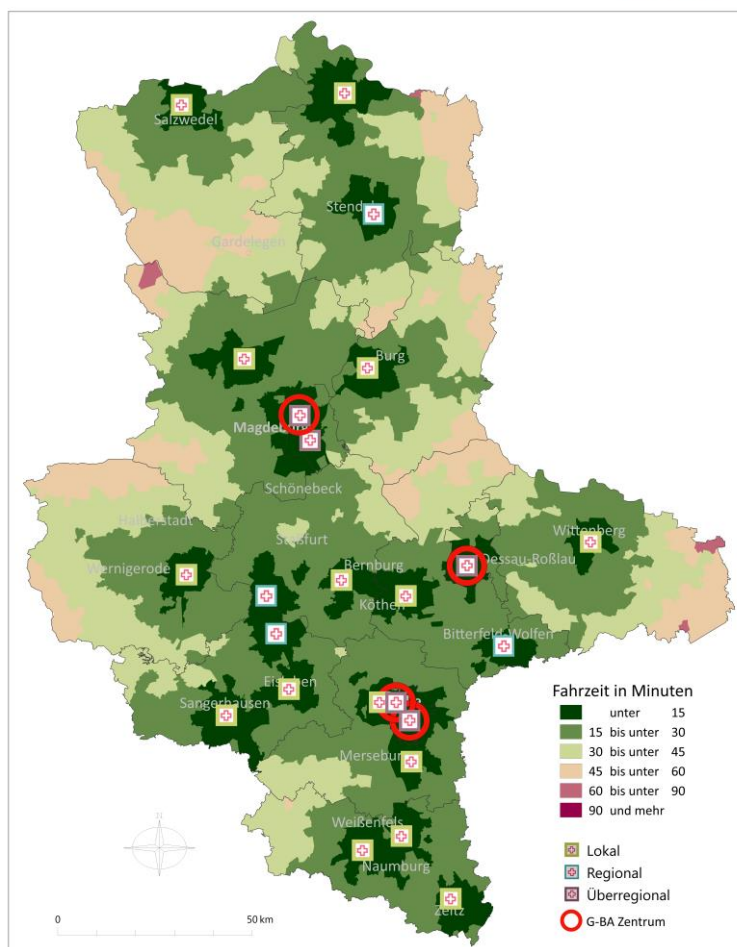 Salzwedel
Stendal
Gardelegen
Burg
Magdeburg
Schönebeck
Halberstadt
Staßfurt
Wittenberg
Wernigerode
Bernburg
Dessau-Roßlau
Köthen
Bitterfeld-Wolfen
Eisleben
Sangerhausen
Merseburg
Weißenfels
Naumburg
Zeitz
N
0 50 km
Fahrzeit in Minuten
unter 15
15 bis unter 30
30 bis unter 45
45 bis unter 60
60 bis unter 90
90 und mehr
Lokal
Regional
Überregional
G-BA Zentrum